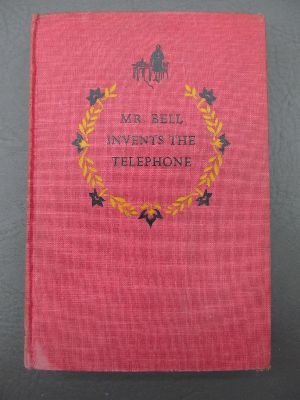 MR. BELL
INVENTS THE
TELEPHONE